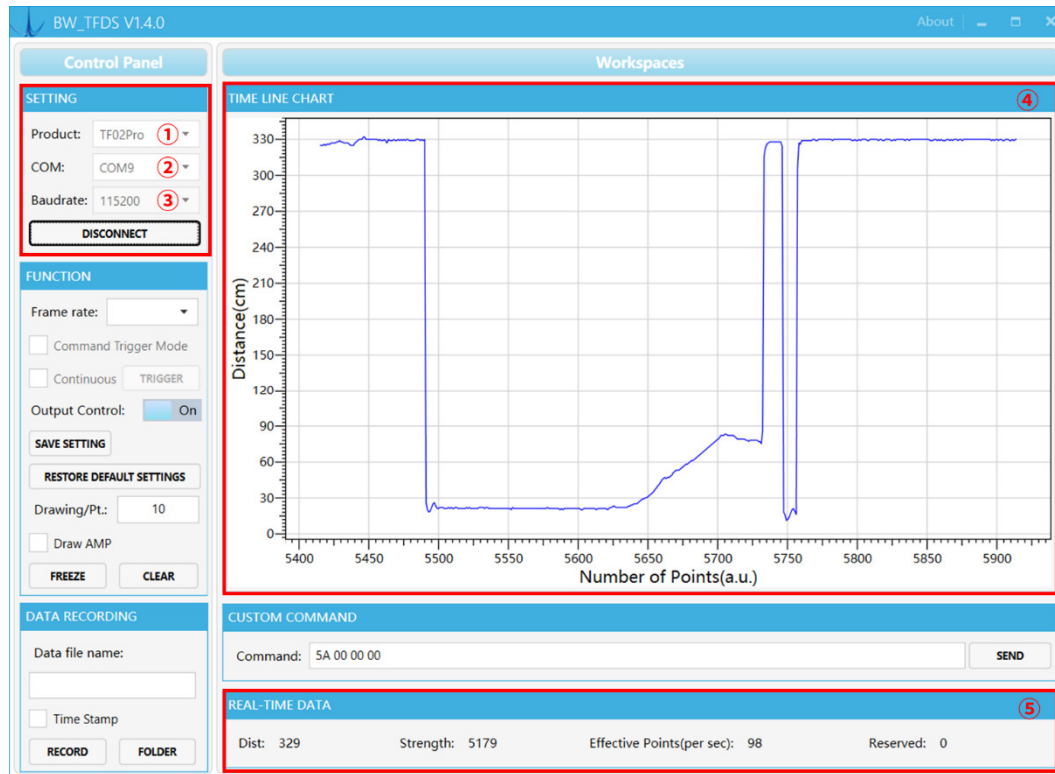 BW_TFDS V1.4.0
About
Control Panel
Workspaces
SETTING
Product: TF02Pro ①
COM: COM9 ②
Baudrate: 115200 ③
DISCONNECT
FUNCTION
Frame rate:
Command Trigger Mode
Continuous TRIGGER
Output Control: On
SAVE SETTING
RESTORE DEFAULT SETTINGS
Drawing/Pt.: 10
Draw AMP
FREEZE CLEAR
DATA RECORDING
Data file name:
Time Stamp
RECORD FOLDER
TIME LINE CHART ④
Distance(cm)
330
300
270
240
210
180
150
120
90
60
30
0
5400 5450 5500 5550 5600 5650 5700 5750 5800 5850 5900
Number of Points(a.u.)
CUSTOM COMMAND
Command: 5A 00 00 00 SEND
REAL-TIME DATA ⑤
Dist: 329 Strength: 5179 Effective Points(per sec): 98 Reserved: 0